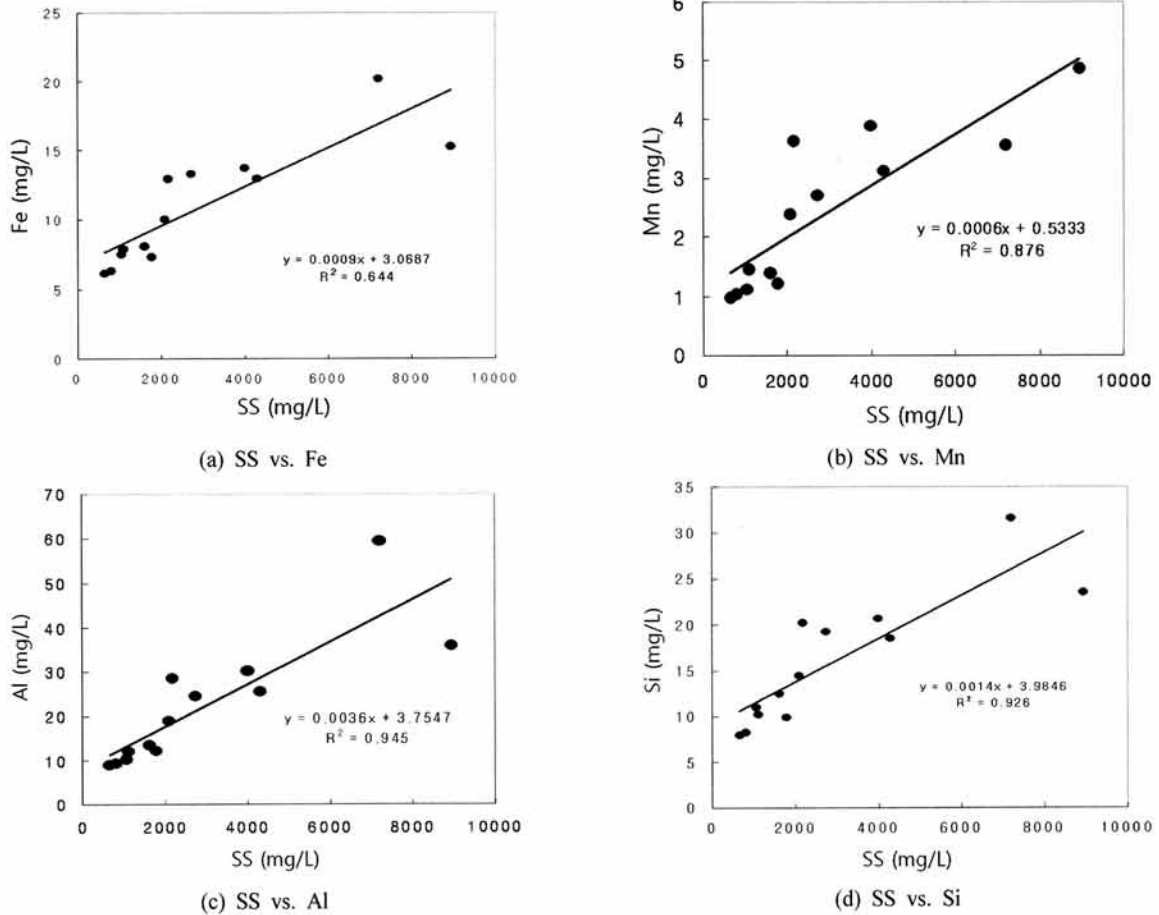 25
20
15
10
5
0
Fe (mg/L)
y = 0.0009x + 3.0687
R² = 0.644
0 2000 4000 6000 8000 10000
SS (mg/L)
(a) SS vs. Fe
6
5
4
3
2
1
0
Mn (mg/L)
y = 0.0006x + 0.5333
R² = 0.876
0 2000 4000 6000 8000 10000
SS (mg/L)
(b) SS vs. Mn
70
60
50
40
30
20
10
0
Al (mg/L)
y = 0.0036x + 3.7547
R² = 0.945
0 2000 4000 6000 8000 10000
SS (mg/L)
(c) SS vs. Al
35
30
25
20
15
10
5
0
Si (mg/L)
y = 0.0014x + 3.9846
R² = 0.926
0 2000 4000 6000 8000 10000
SS (mg/L)
(d) SS vs. Si